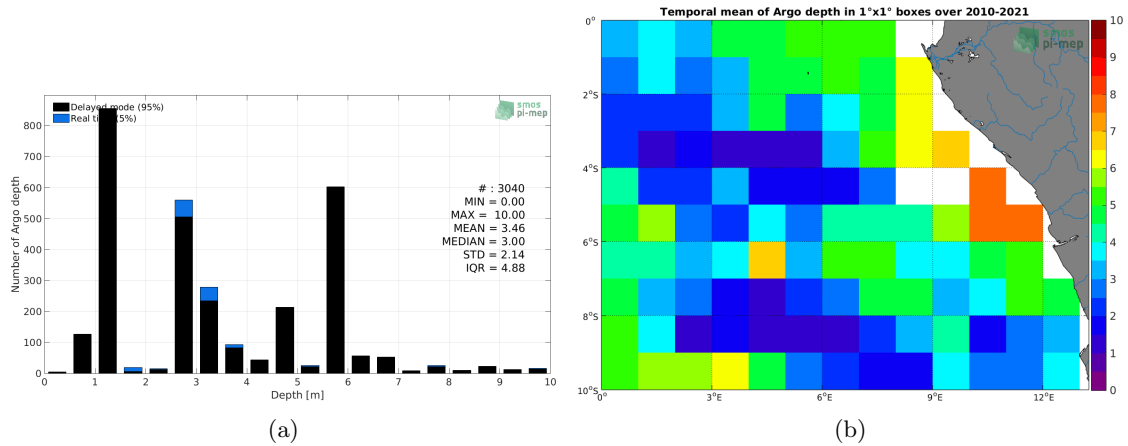 Delayed mode (95%)
Real ti (5%)
smos
pi-mep
Number of Argo depth
800
700
600
500
400
300
200
100
0
# : 3040
MIN = 0.00
MAX = 10.00
MEAN = 3.46
MEDIAN = 3.00
STD = 2.14
IQR = 4.88
0 1 2 3 4 5 6 7 8 9 10
Depth [m]
(a)
Temporal mean of Argo depth in 1°x1° boxes over 2010-2021
smos
pi-mep
0°
2°S
4°S
6°S
8°S
10°S
0° 3°E 6°E 9°E 12°E
10
9
8
7
6
5
4
3
2
1
0
(b)